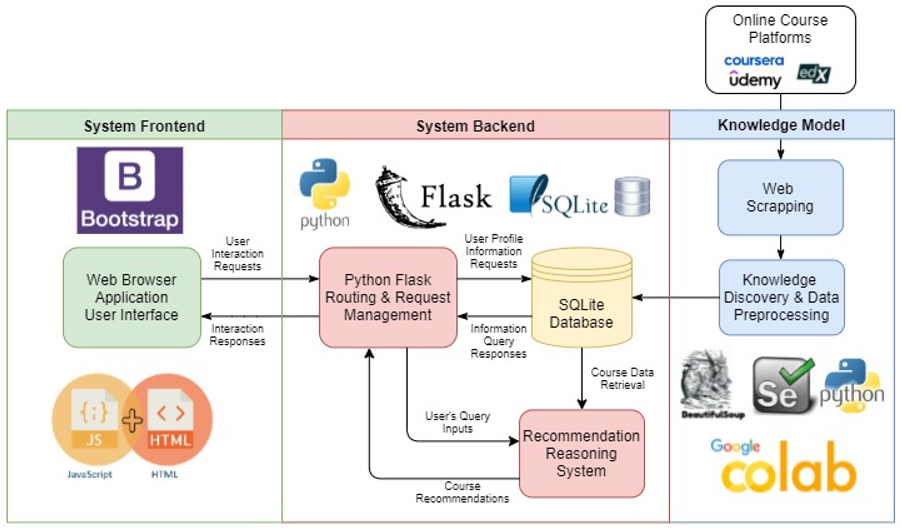 Online Course
Platforms
coursera
ûdemy
edX
System Frontend
System Backend
Knowledge Model
B
Bootstrap
python
Flask
SQLite
Web
Scrapping
User
Interaction
Requests
User Profile
Information
Requests
Web Browser
Application
User Interface
Python Flask
Routing & Request
Management
SQLite
Database
Knowledge
Discovery & Data
Preprocessing
Interaction
Responses
Information
Query
Responses
Course Data
Retrieval
BeautifulSoup
Se
python
{;}
JS
< >
HTML
JavaScript
HTML
User's Query
Inputs
Recommendation
Reasoning
System
Course
Recommendations
Google
colab